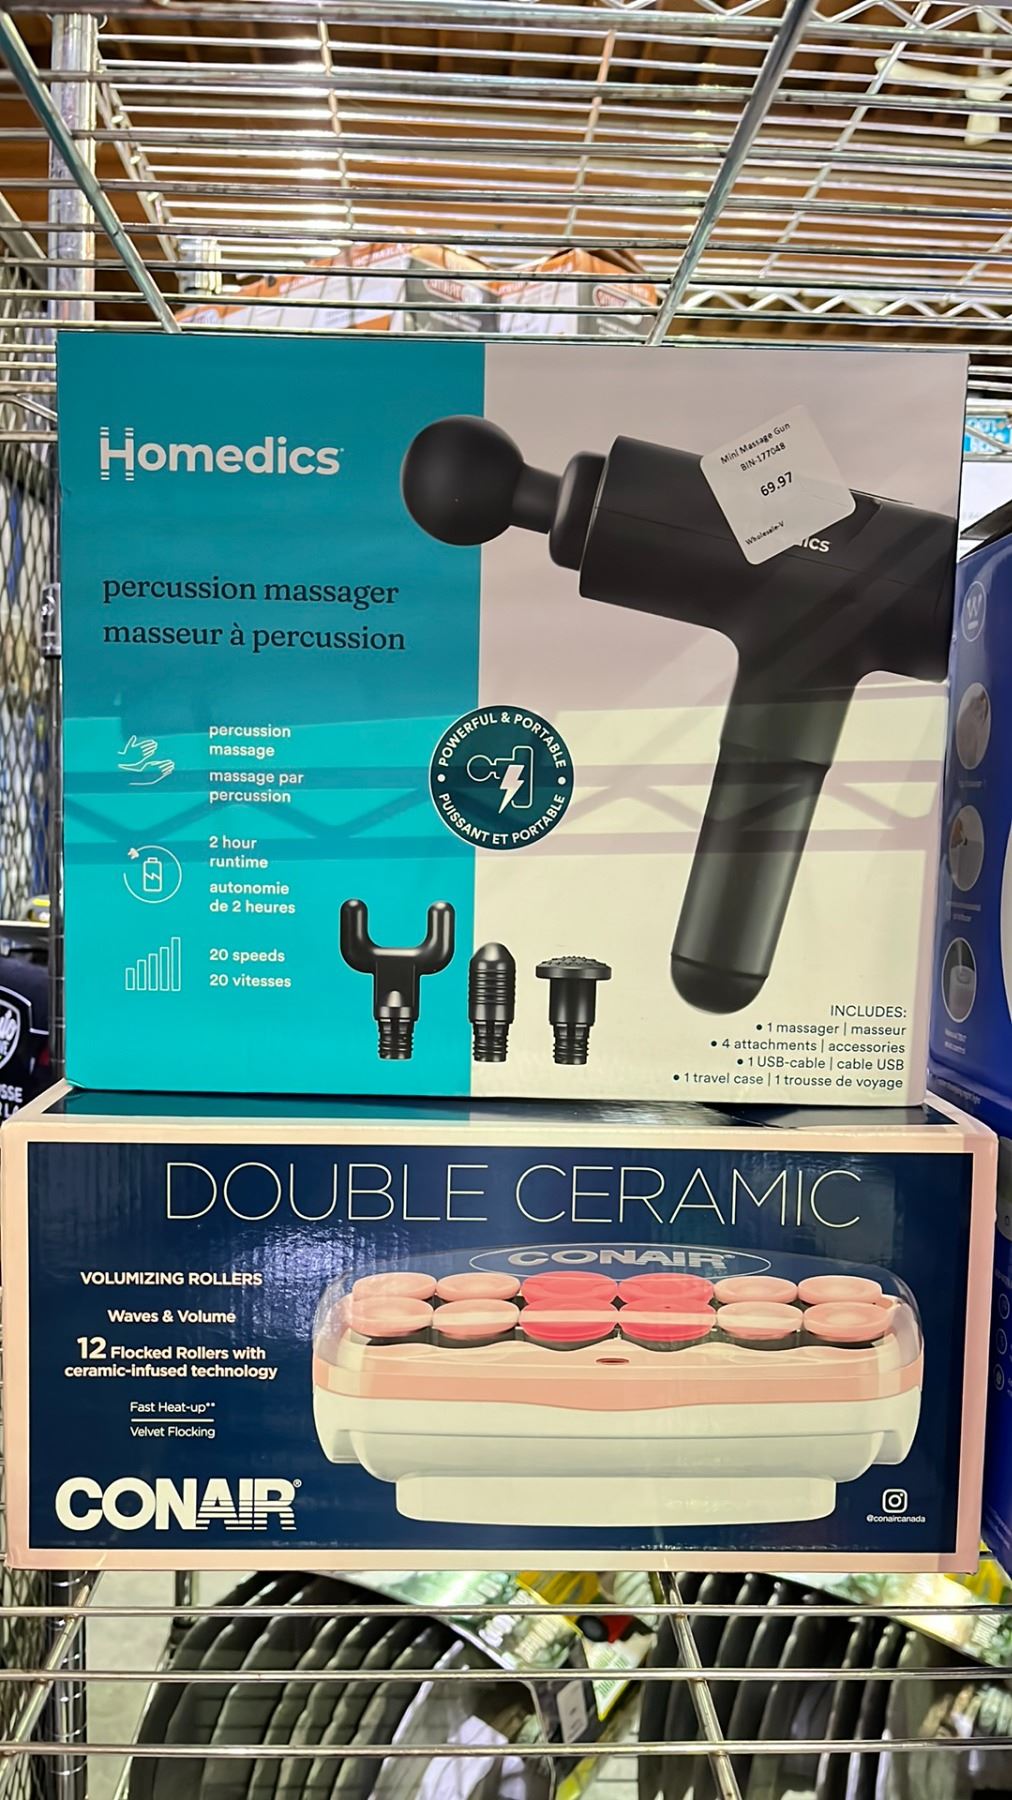 Homedics
percussion massager
masseur à percussion
percussion
massage
massage par
percussion
2 hour
runtime
autonomie
de 2 heures
20 speeds
20 vitesses
POWERFUL & PORTABLE
PUISSANT ET PORTABLE
Mini Massage Gun
BIN-177048
69.97
Wholesale-V
ics
INCLUDES:
• 1 massager | masseur
• 4 attachments | accessories
• 1 USB-cable | cable USB
• 1 travel case | 1 trousse de voyage
DOUBLE CERAMIC
CONAIR
VOLUMIZING ROLLERS
Waves & Volume
12 Flocked Rollers with
ceramic-infused technology
Fast Heat-up**
Velvet Flocking
CONAIR®
@conaircanada